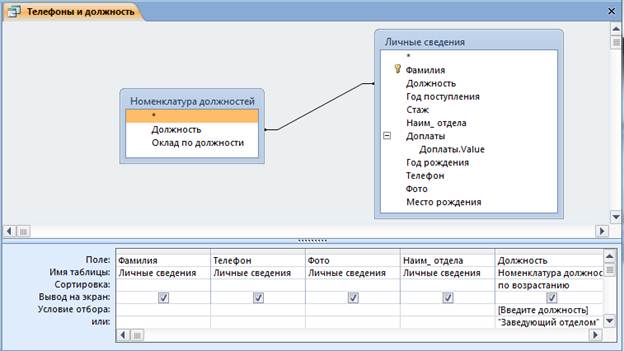 Телефоны и должность
Личные сведения
*
Фамилия
Должность
Год поступления
Стаж
Наим_ отдела
Доплаты
Доплаты.Value
Год рождения
Телефон
Фото
Место рождения
Номенклатура должностей
*
Должность
Оклад по должности
Поле: Фамилия Телефон Фото Наим_ отдела Должность
Имя таблицы: Личные сведения Личные сведения Личные сведения Личные сведения Номенклатура должнос
Сортировка: по возрастанию
Вывод на экран:
Условие отбора: [Введите должность]
или: "Заведующий отделом"